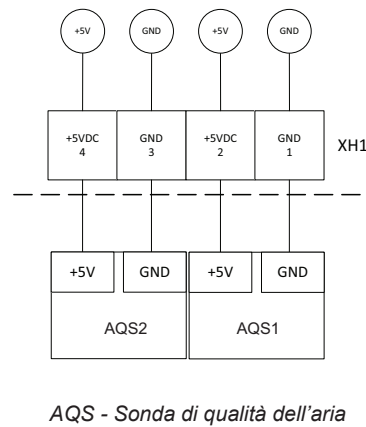 +5V GND +5V GND
+5VDC GND +5VDC GND
4 3 2 1
XH1
+5V GND +5V GND
AQS2 AQS1
AQS - Sonda di qualità dell'aria